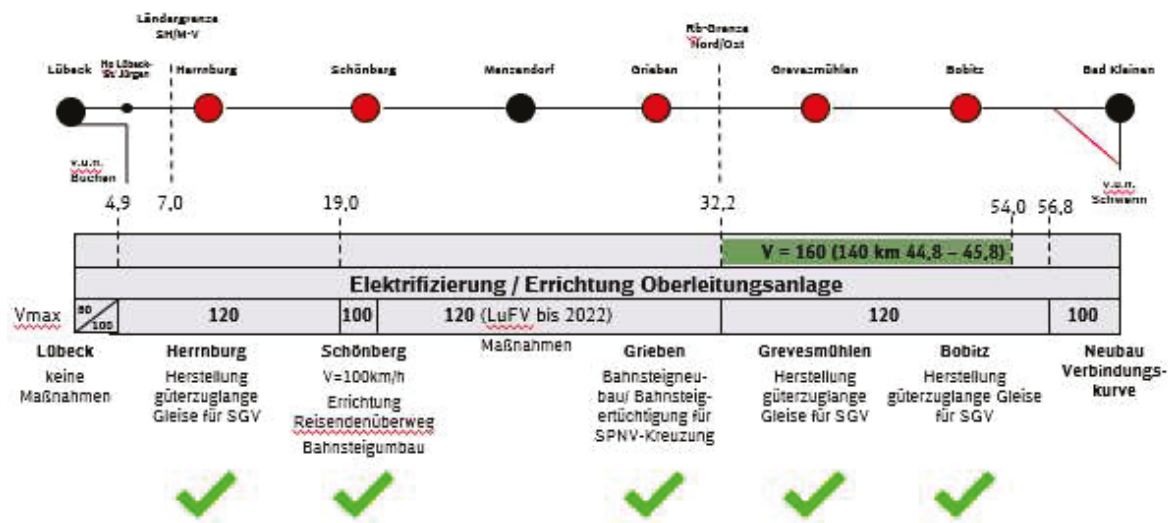 Ländergrenze
SH/M-V
Rb-Grenze
Nord/Ost
Lübeck
Hp Lübeck-
St. Jürgen
Herrnburg
Schönberg
Menzendorf
Grieben
Grevesmühlen
Bobitz
Bad Kleinen
v.u.n.
Büchen
v.u.n.
Schwerin
4,9
7,0
19,0
32,2
54,0
56,8
V = 160 (140 km 44,8 – 45,8)
Elektrifizierung / Errichtung Oberleitungsanlage
Vmax
80
100
120
100
120 (LuFV bis 2022)
120
100
Lübeck
keine
Maßnahmen
Herrnburg
Herstellung
güterzuglange
Gleise für SGV
Schönberg
V=100km/h
Errichtung
Reisendenüberweg
Bahnsteigumbau
Maßnahmen
Grieben
Bahnsteigneu-
bau/ Bahnsteig-
ertüchtigung für
SPNV-Kreuzung
Grevesmühlen
Herstellung
güterzuglange
Gleise für SGV
Bobitz
Herstellung
güterzuglange Gleise
für SGV
Neubau
Verbindungs-
kurve